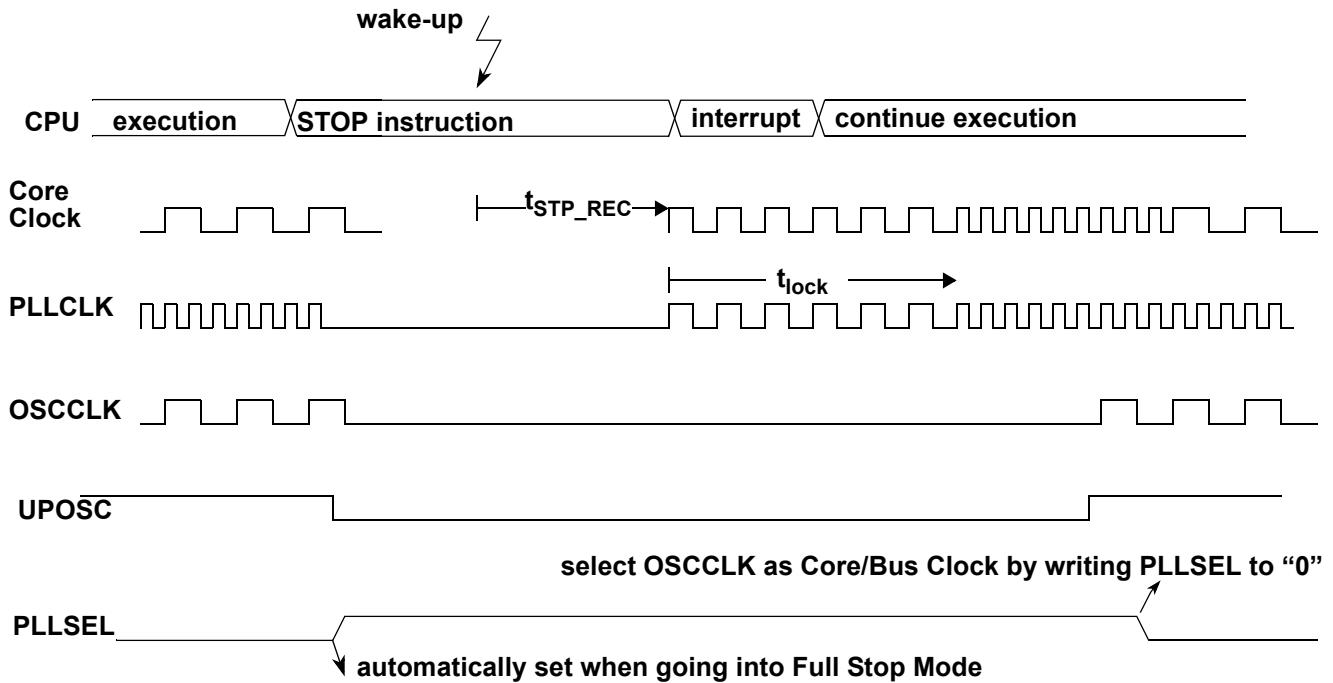 wake-up
CPU execution STOP instruction interrupt continue execution
Core
Clock
tSTP_REC
tlock
PLLCLK
OSCCLK
UPOSC
select OSCCLK as Core/Bus Clock by writing PLLSEL to “0”
PLLSEL
automatically set when going into Full Stop Mode